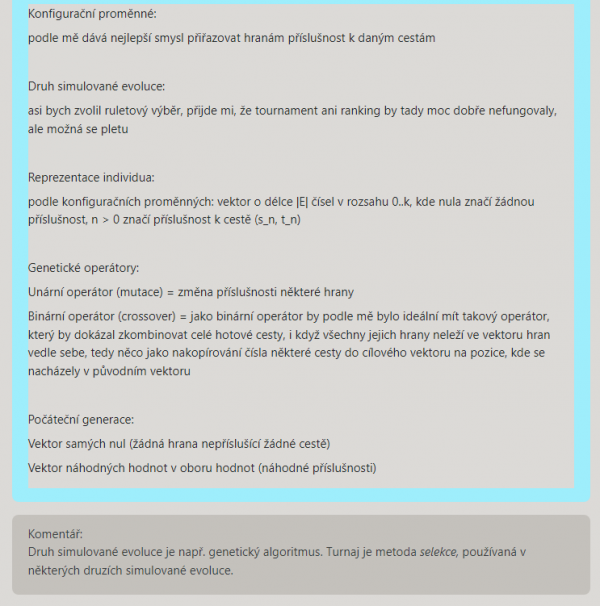 Konfigurační proměnné:
podle mě dává nejlepší smysl přiřazovat hranám příslušnost k daným cestám
Druh simulované evoluce:
asi bych zvolil ruletový výběr, přijde mi, že tournament ani ranking by tady moc dobře nefungovaly,
ale možná se pletu
Reprezentace individua:
podle konfiguračních proměnných: vektor o délce |E| čísel v rozsahu 0..k, kde nula značí žádnou
příslušnost, n > 0 značí příslušnost k cestě (s_n, t_n)
Genetické operátory:
Unární operátor (mutace) = změna příslušnosti některé hrany
Binární operátor (crossover) = jako binární operátor by podle mě bylo ideální mít takový operátor,
který by dokázal zkombinovat celé hotové cesty, i když všechny jejich hrany neleží ve vektoru hran
vedle sebe, tedy něco jako nakopírování čísla některé cesty do cílového vektoru na pozice, kde se
nacházely v původním vektoru
Počáteční generace:
Vektor samých nul (žádná hrana nepříslušící žádné cestě)
Vektor náhodných hodnot v oboru hodnot (náhodné příslušnosti)
Komentář:
Druh simulované evoluce je např. genetický algoritmus. Turnaj je metoda selekce, používaná v
některých druzích simulované evoluce.